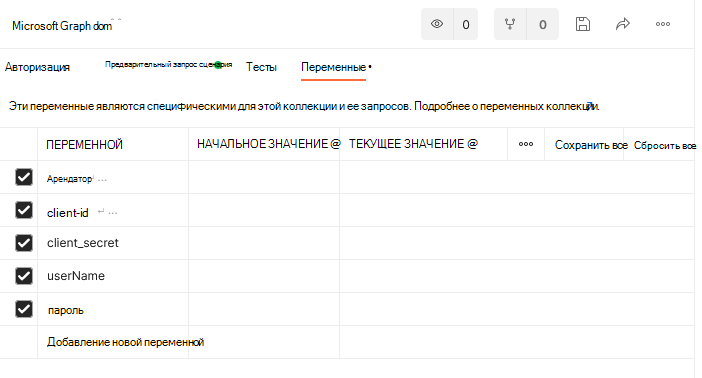 Microsoft Graph dom
0 0
Авторизация Предварительный запрос сценария Тесты Переменные
Эти переменные являются специфическими для этой коллекции и ее запросов. Подробнее о переменных коллекции.
ПЕРЕМЕННОЙ НАЧАЛЬНОЕ ЗНАЧЕНИЕ @ ТЕКУЩЕЕ ЗНАЧЕНИЕ @ Сохранить все Сбросить все
Арендатор ...
client-id ...
client_secret
userName
пароль
Добавление новой переменной